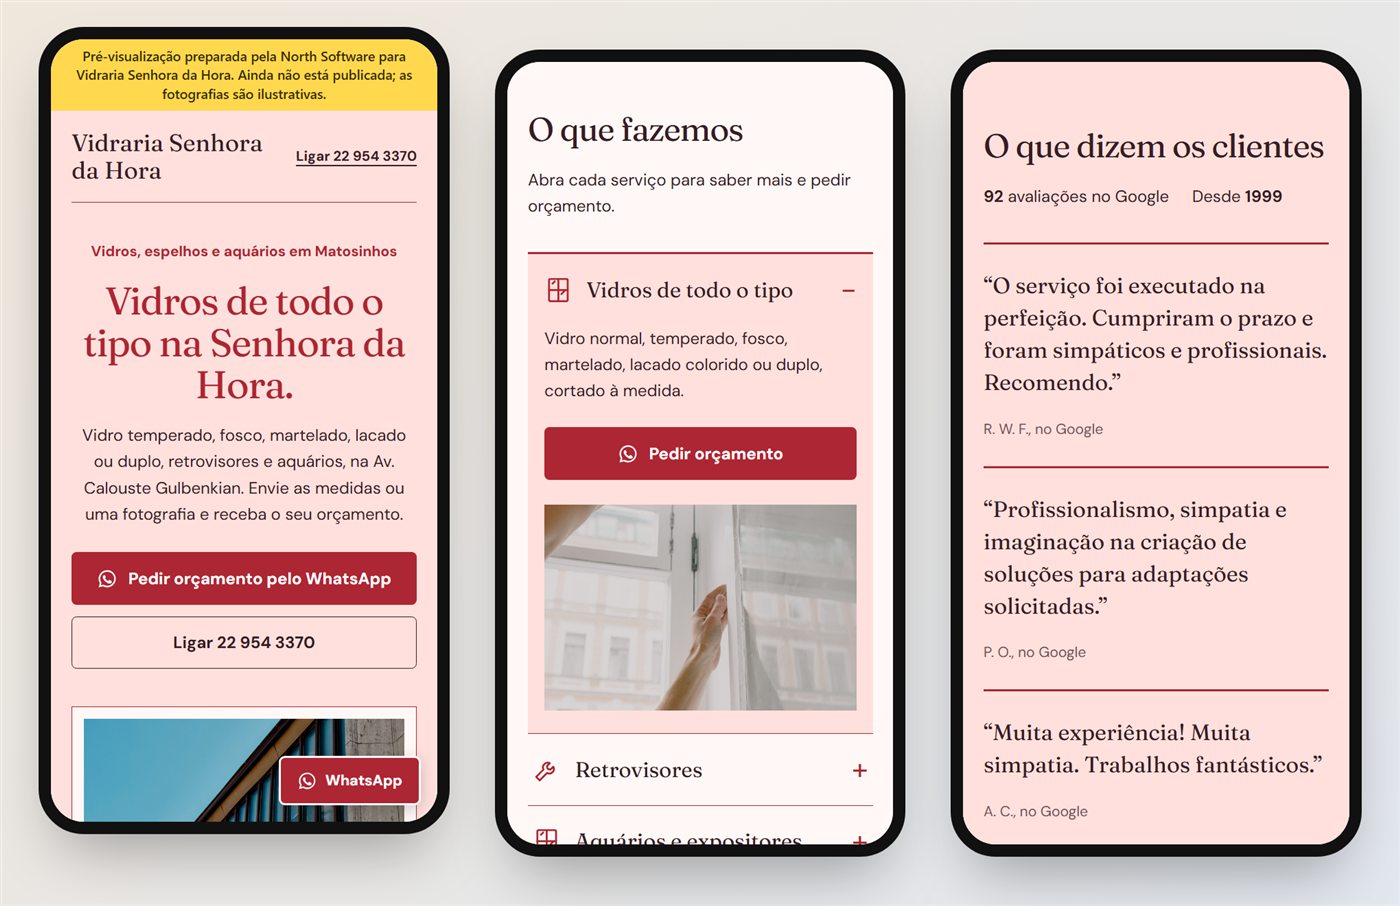 Pré-visualização preparada pela North Software para
Vidraria Senhora da Hora. Ainda não está publicada; as
fotografias são ilustrativas.
Vidraria Senhora
da Hora
Ligar 22 954 3370
Vidros, espelhos e aquários em Matosinhos
Vidros de todo o
tipo na Senhora da
Hora.
Vidro temperado, fosco, martelado, lacado
ou duplo, retrovisores e aquários, na Av.
Calouste Gulbenkian. Envie as medidas ou
uma fotografia e receba o seu orçamento.
Pedir orçamento pelo WhatsApp
Ligar 22 954 3370
WhatsApp
O que fazemos
Abra cada serviço para saber mais e pedir
orçamento.
Vidros de todo o tipo
Vidro normal, temperado, fosco,
martelado, lacado colorido ou duplo,
cortado à medida.
Pedir orçamento
Retrovisores
Aquários e expositores
O que dizem os clientes
92 avaliações no Google Desde 1999
“O serviço foi executado na
perfeição. Cumpriram o prazo e
foram simpáticos e profissionais.
Recomendo.”
R. W. F., no Google
“Profissionalismo, simpatia e
imaginação na criação de
soluções para adaptações
solicitadas.”
P. O., no Google
“Muita experiência! Muita
simpatia. Trabalhos fantásticos.”
A. C., no Google